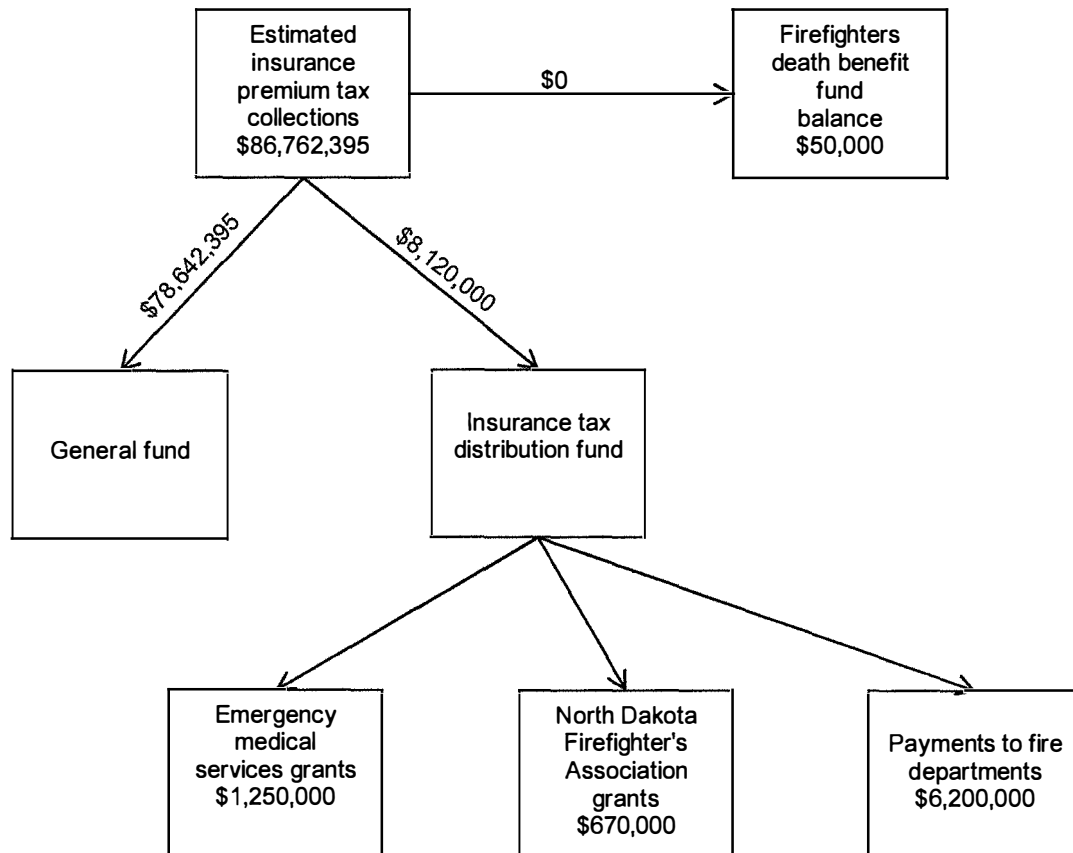 Estimated
insurance
premium tax
collections
$86,762,395
$0
Firefighters
death benefit
fund
balance
$50,000
$78,642,395
$8,120,000
General fund
Insurance tax
distribution fund
Emergency
medical
services grants
$1,250,000
North Dakota
Firefighter's
Association
grants
$670,000
Payments to fire
departments
$6,200,000